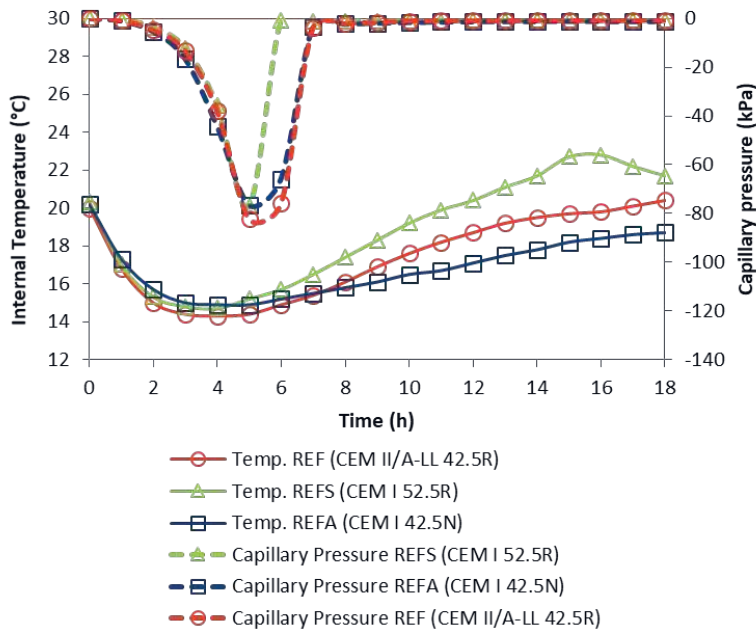 30
28
26
24
22
20
18
16
14
12
Internal Temperature (°C)
0
-20
-40
-60
-80
-100
-120
-140
Capillary pressure (kPa)
0 2 4 6 8 10 12 14 16 18
Time (h)
Temp. REF (CEM II/A-LL 42.5R)
Temp. REFS (CEM I 52.5R)
Temp. REFA (CEM I 42.5N)
Capillary Pressure REFS (CEM I 52.5R)
Capillary Pressure REFA (CEM I 42.5N)
Capillary Pressure REF (CEM II/A-LL 42.5R)